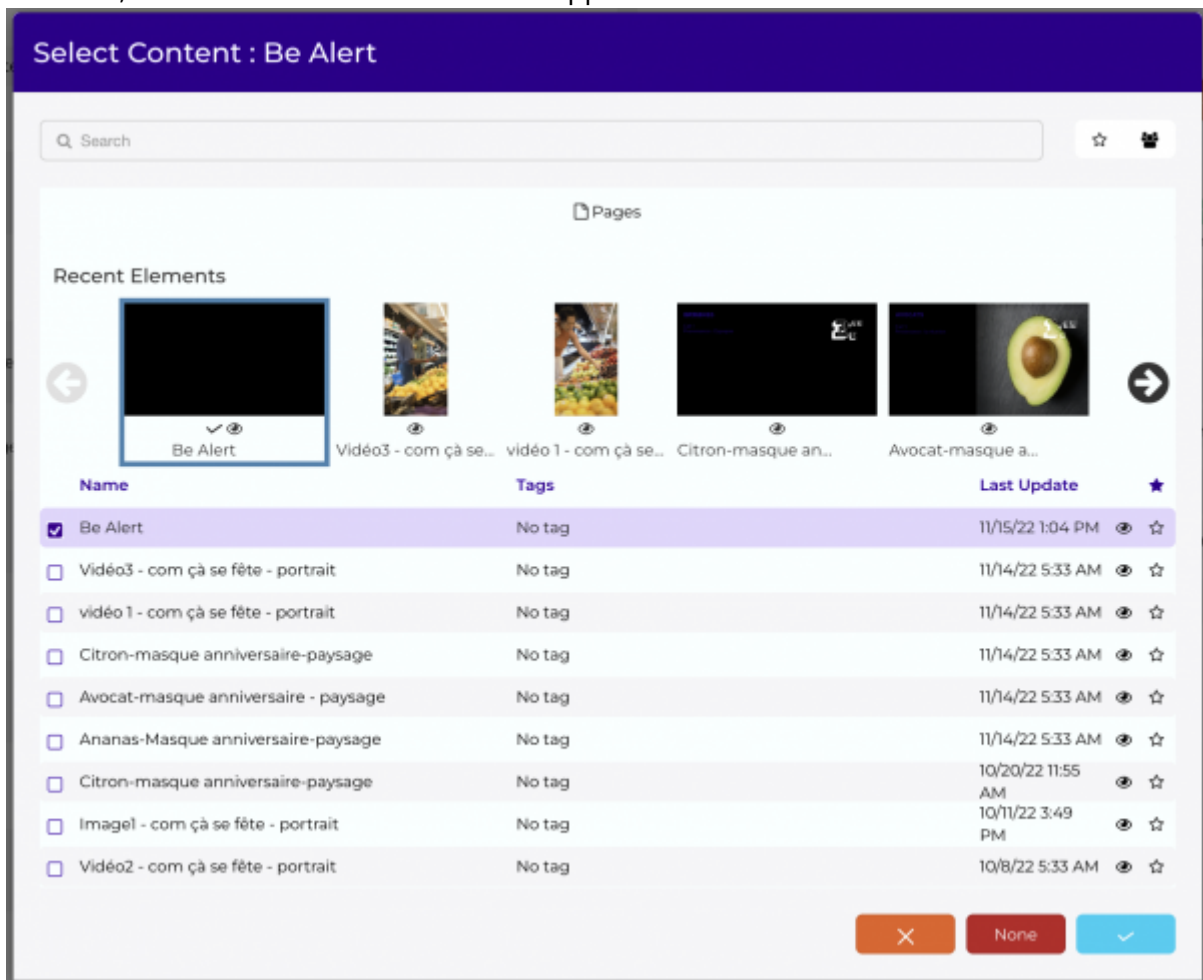 Select Content : Be Alert
Search
Pages
Recent Elements
Be Alert
Vidéo3 - com çà se...
vidéo 1 - com çà se...
Citron-masque an...
Avocat-masque a...
Name Tags Last Update
Be Alert No tag 11/15/22 1:04 PM
Vidéo3 - com çà se fête - portrait No tag 11/14/22 5:33 AM
vidéo 1 - com çà se fête - portrait No tag 11/14/22 5:33 AM
Citron-masque anniversaire-paysage No tag 11/14/22 5:33 AM
Avocat-masque anniversaire - paysage No tag 11/14/22 5:33 AM
Ananas-Masque anniversaire-paysage No tag 11/14/22 5:33 AM
Citron-masque anniversaire-paysage No tag 10/20/22 11:55
AM
Image1 - com çà se fête - portrait No tag 10/11/22 3:49
PM
Vidéo2 - com çà se fête - portrait No tag 10/8/22 5:33 AM
None